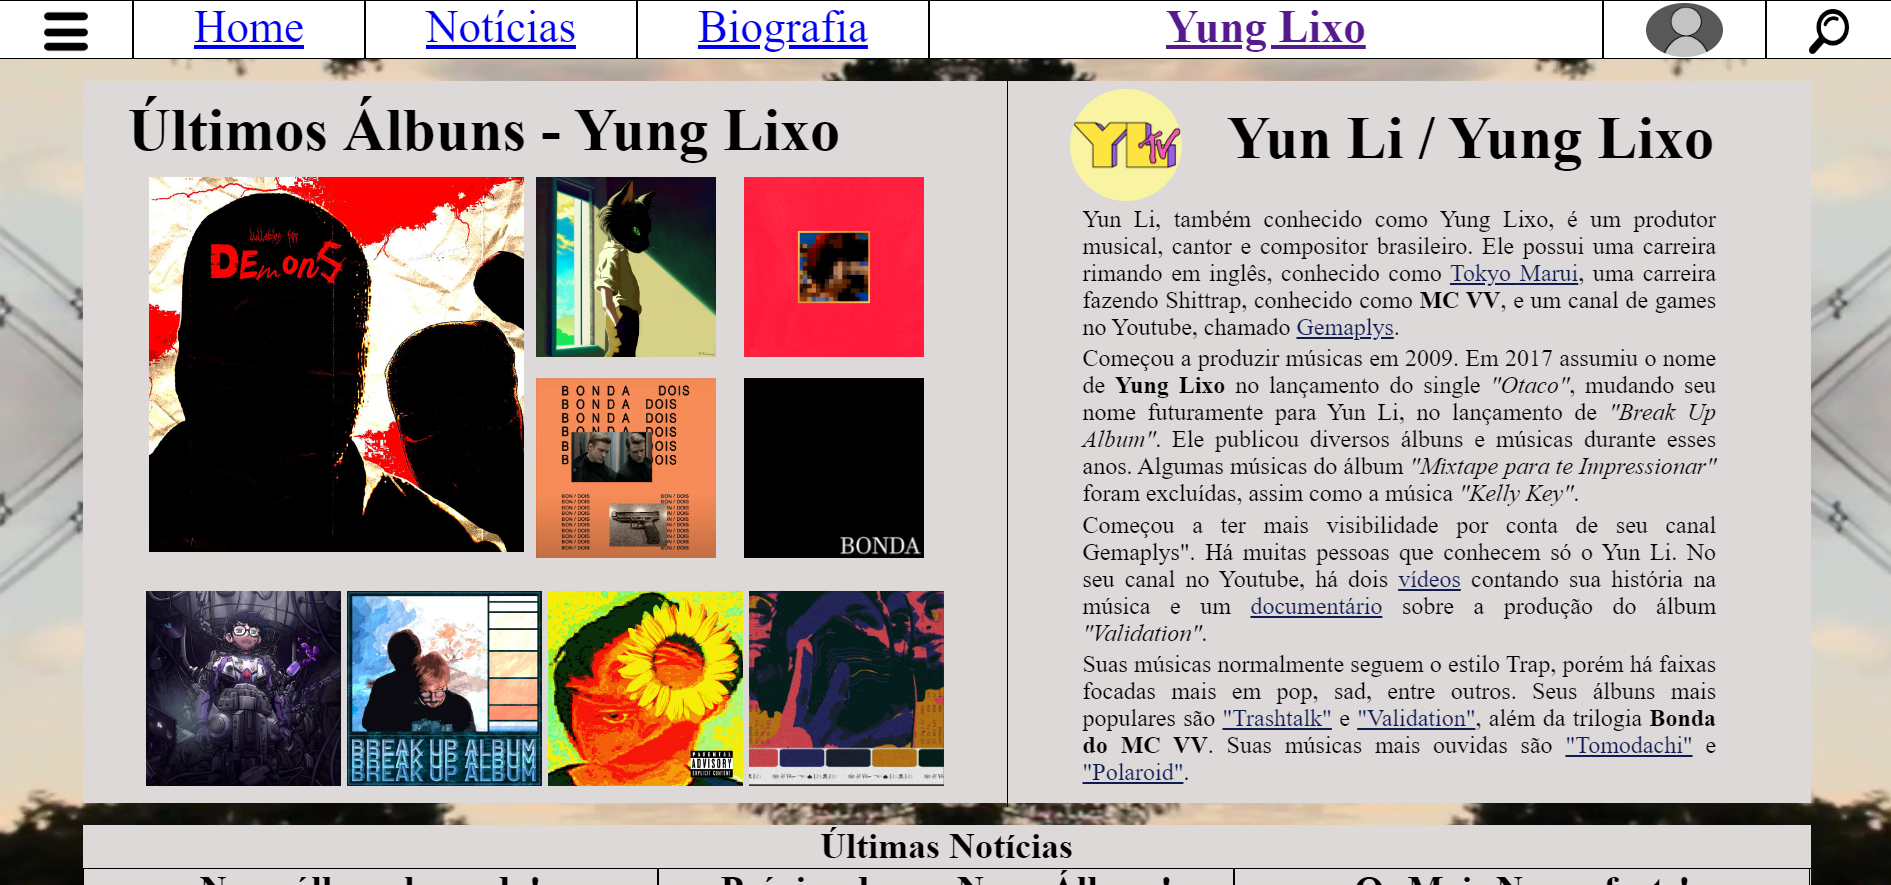 Home Notícias Biografia Yung Lixo
Últimos Álbuns - Yung Lixo
lullabies for
DEmonS
BONDA DOIS
BONDA DOIS
BONDA DOIS
BONDA DOIS
B OIS
B OIS
BON / DOIS BON / DOIS
BONDA
BREAK UP ALBUM
BREAK UP ALBUM
BREAK UP ALBUM
PARENTAL
ADVISORY
EXPLICIT CONTENT
YLTV
Yun Li / Yung Lixo
Yun Li, também conhecido como Yung Lixo, é um produtor
musical, cantor e compositor brasileiro. Ele possui uma carreira
rimando em inglês, conhecido como Tokyo Marui, uma carreira
fazendo Shittrap, conhecido como MC VV, e um canal de games
no Youtube, chamado Gemaplys.
Começou a produzir músicas em 2009. Em 2017 assumiu o nome
de Yung Lixo no lançamento do single "Otaco", mudando seu
nome futuramente para Yun Li, no lançamento de "Break Up
Album". Ele publicou diversos álbuns e músicas durante esses
anos. Algumas músicas do álbum "Mixtape para te Impressionar"
foram excluídas, assim como a música "Kelly Key".
Começou a ter mais visibilidade por conta de seu canal
Gemaplys". Há muitas pessoas que conhecem só o Yun Li. No
seu canal no Youtube, há dois vídeos contando sua história na
música e um documentário sobre a produção do álbum
"Validation".
Suas músicas normalmente seguem o estilo Trap, porém há faixas
focadas mais em pop, sad, entre outros. Seus álbuns mais
populares são "Trashtalk" e "Validation", além da trilogia Bonda
do MC VV. Suas músicas mais ouvidas são "Tomodachi" e
"Polaroid".
Últimas Notícias